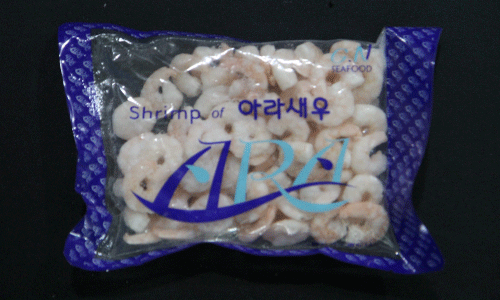 SEAFOOD
Shrimp of 아라새우
ARA